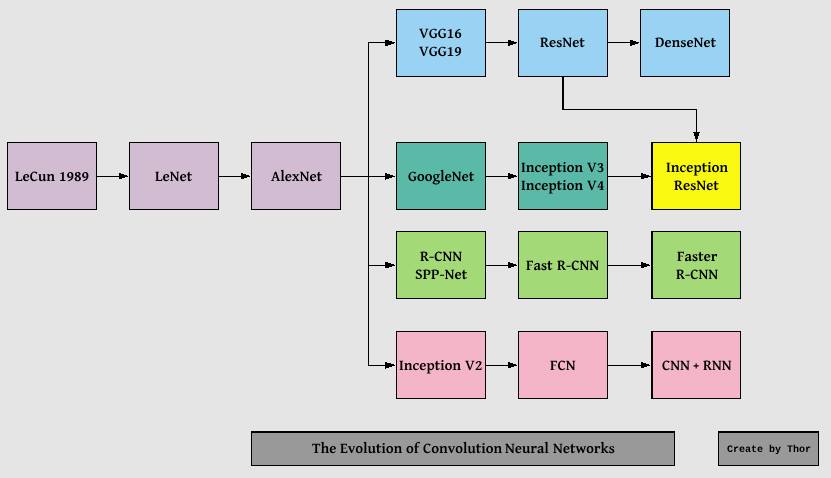 VGG16
VGG19
ResNet
DenseNet
LeCun 1989
LeNet
AlexNet
GoogleNet
Inception V3
Inception V4
Inception
ResNet
R-CNN
SPP-Net
Fast R-CNN
Faster
R-CNN
Inception V2
FCN
CNN + RNN
The Evolution of Convolution Neural Networks
Create by Thor